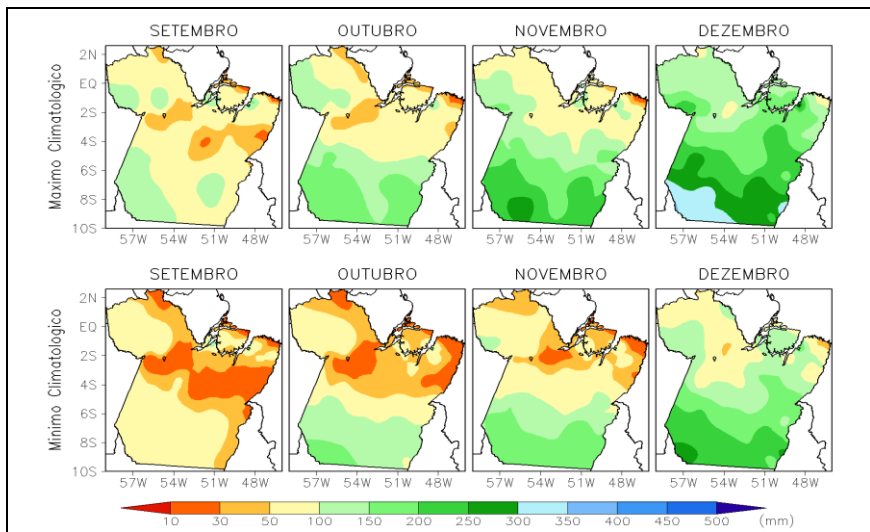 SETEMBRO OUTUBRO NOVEMBRO DEZEMBRO
Maximo Climatologico
2N
EQ
2S
4S
6S
8S
10S
57W 54W 51W 48W 57W 54W 51W 48W 57W 54W 51W 48W 57W 54W 51W 48W
SETEMBRO OUTUBRO NOVEMBRO DEZEMBRO
Minimo Climatologico
2N
EQ
2S
4S
6S
8S
10S
57W 54W 51W 48W 57W 54W 51W 48W 57W 54W 51W 48W 57W 54W 51W 48W
10 30 50 100 150 200 250 300 350 400 450 500 (mm)